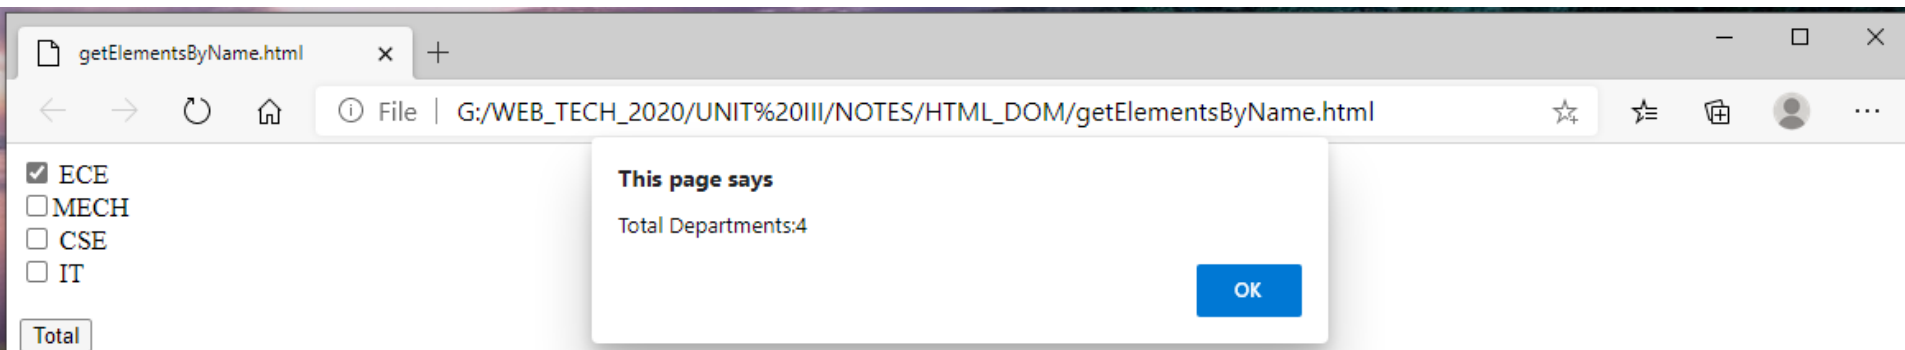 getElementsByName.html
File | G:/WEB_TECH_2020/UNIT%20III/NOTES/HTML_DOM/getElementsByName.html
This page says
Total Departments:4
OK
ECE
MECH
CSE
IT
Total